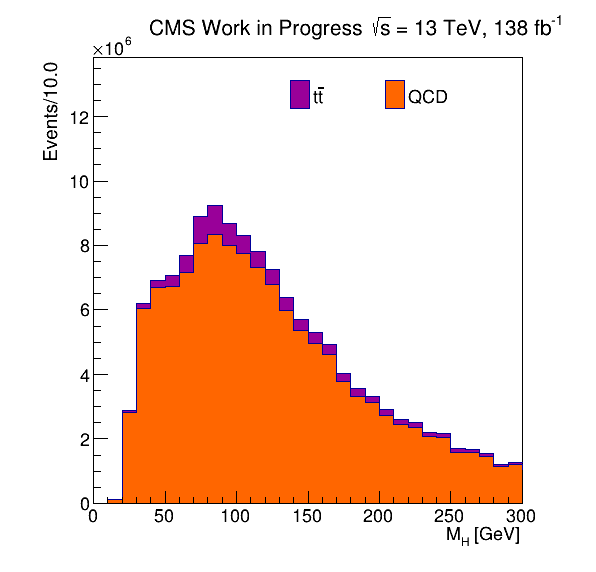 CMS Work in Progress √s = 13 TeV, 138 fb⁻¹
×10⁶
Events/10.0
tt̄
QCD
12
10
8
6
4
2
0
0 50 100 150 200 250 300
M_H [GeV]